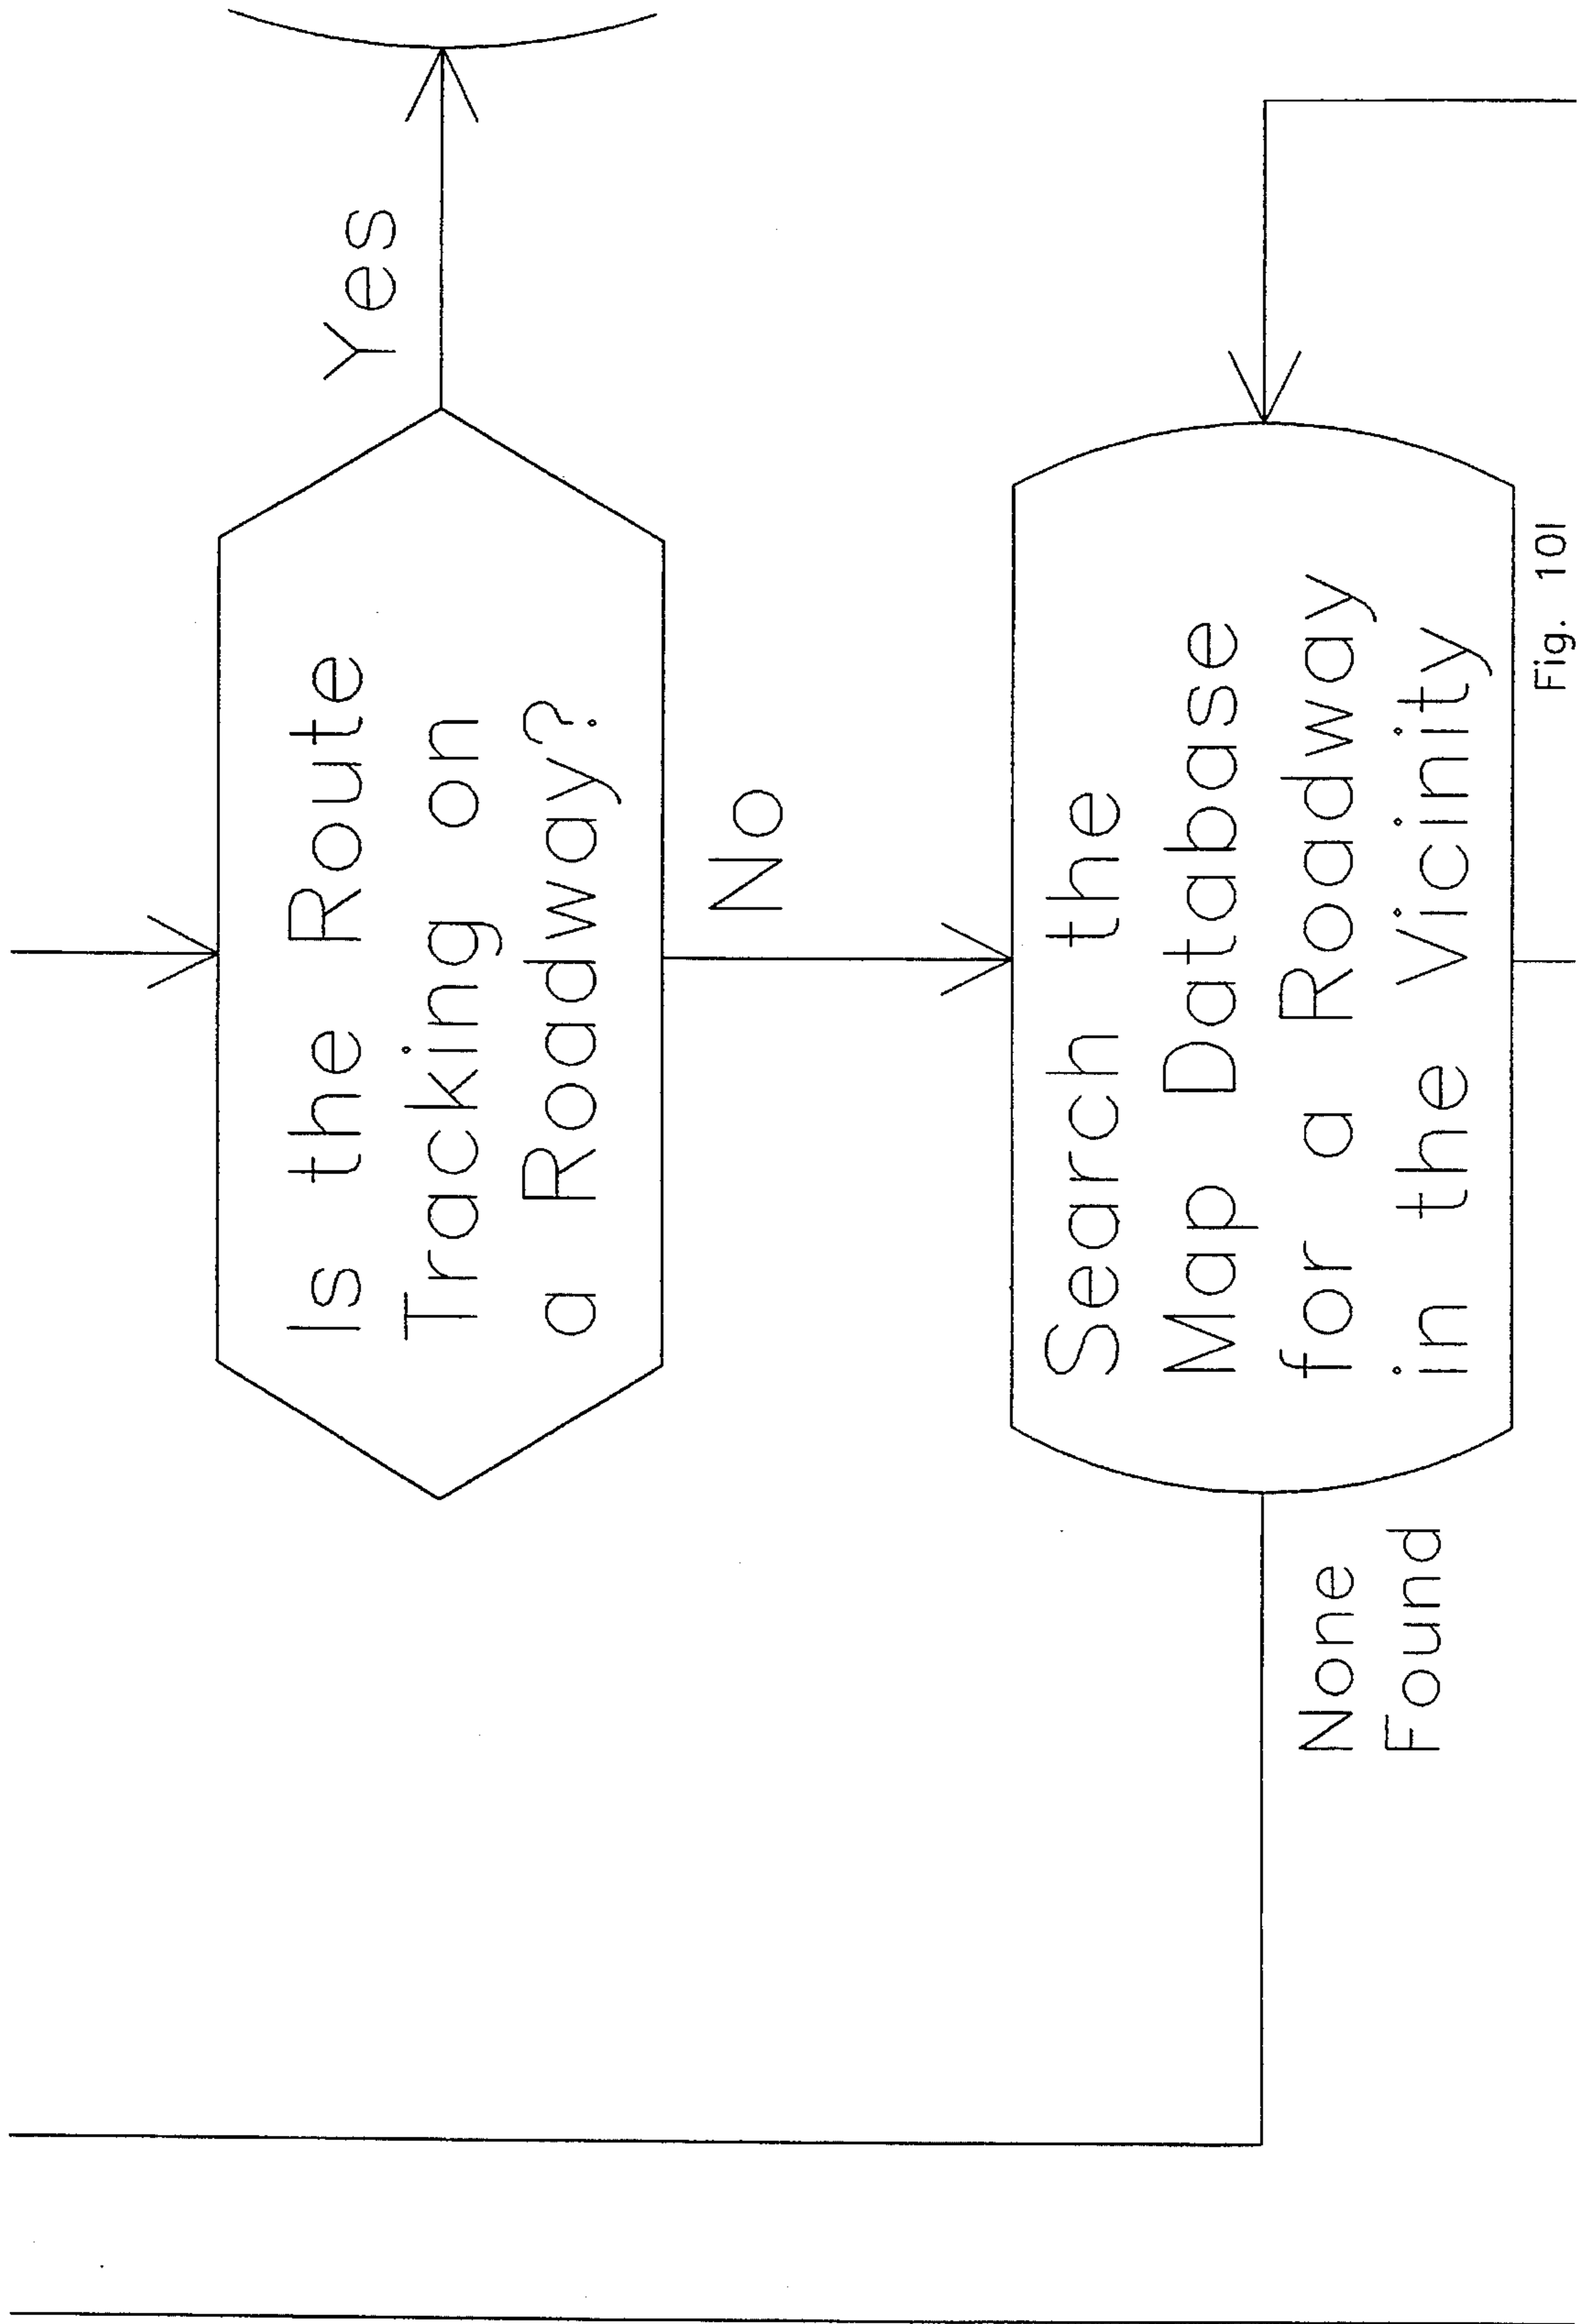 Is the Route
Tracking on
a Roadway?
Yes
No
Search the
Map Database
for a Roadway
in the Vicinity
None
Found
Fig. 10I